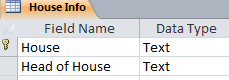 House Info
Field Name Data Type
House Text
Head of House Text